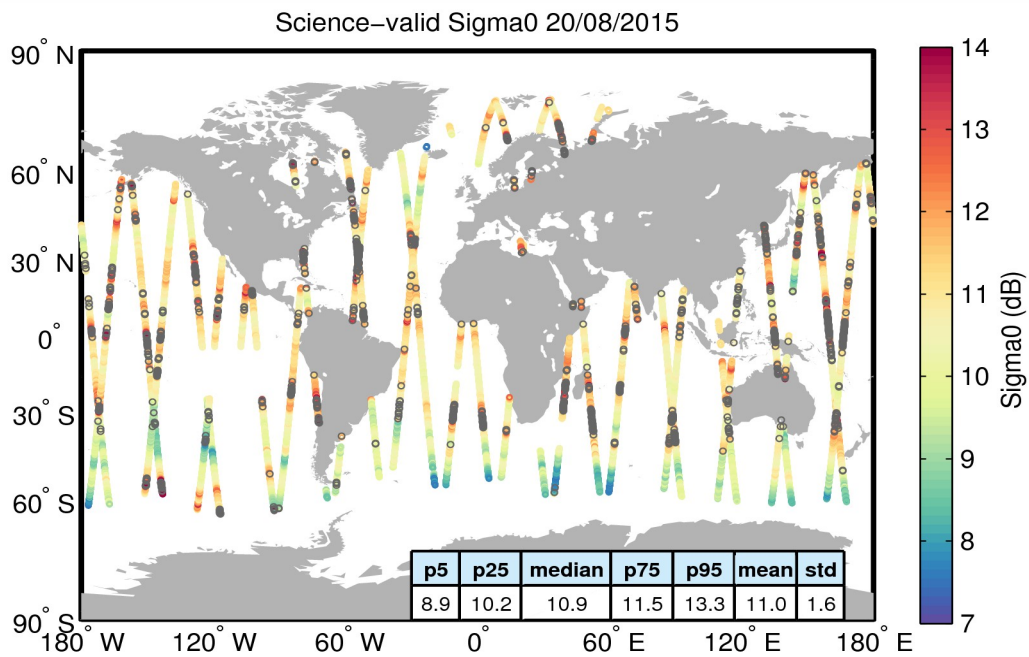 Science−valid Sigma0 20/08/2015
90° N
60° N
30° N
0°
30° S
60° S
90° S
180° W
120° W
60° W
0°
60° E
120° E
180° E
p5 p25 median p75 p95 mean std
8.9 10.2 10.9 11.5 13.3 11.0 1.6
14
13
12
11
10
9
8
7
Sigma0 (dB)